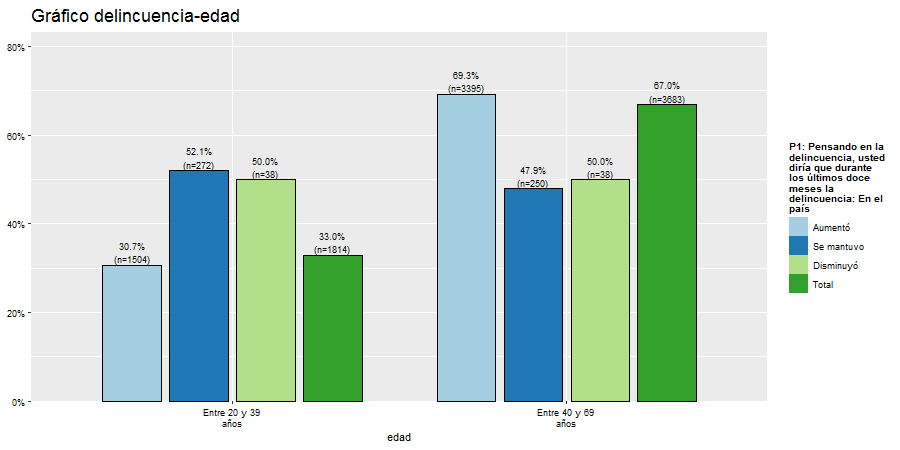 Gráfico delincuencia-edad
80%
60%
40%
20%
0%
30.7%
(n=1504)
52.1%
(n=272)
50.0%
(n=38)
33.0%
(n=1814)
69.3%
(n=3395)
47.9%
(n=250)
50.0%
(n=38)
67.0%
(n=3683)
Entre 20 y 39
años
Entre 40 y 69
años
edad
P1: Pensando en la
delincuencia, usted
diría que durante
los últimos doce
meses la
delincuencia: En el
país
Aumentó
Se mantuvo
Disminuyó
Total